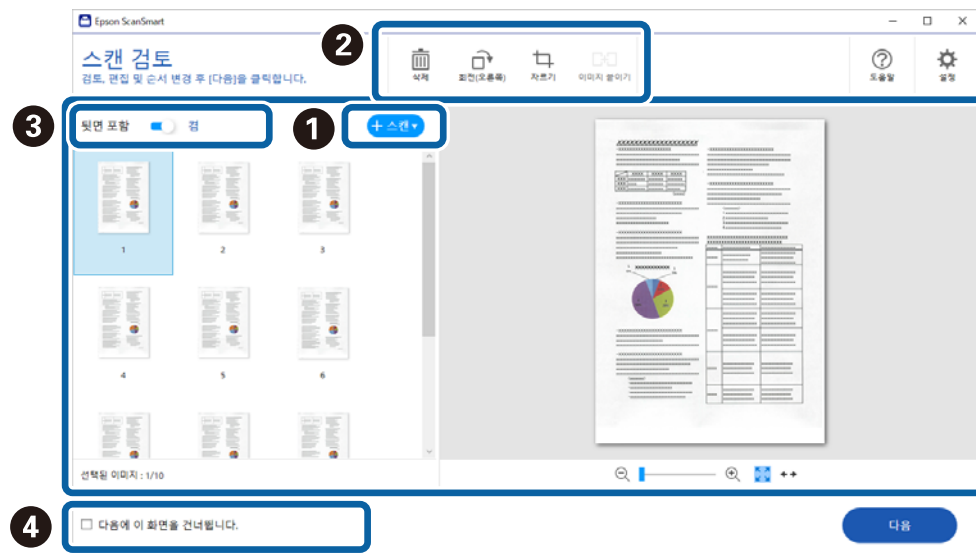 Epson ScanSmart
스캔 검토
검토, 편집 및 순서 변경 후 [다음]을 클릭합니다.
2
삭제
회전(오른쪽)
자르기
이미지 붙이기
도움말
설정
3
뒷면 포함
켬
1
+ 스캔
1
2
3
4
5
6
선택된 이미지 : 1/10
4
다음에 이 화면을 건너뜁니다.
다음